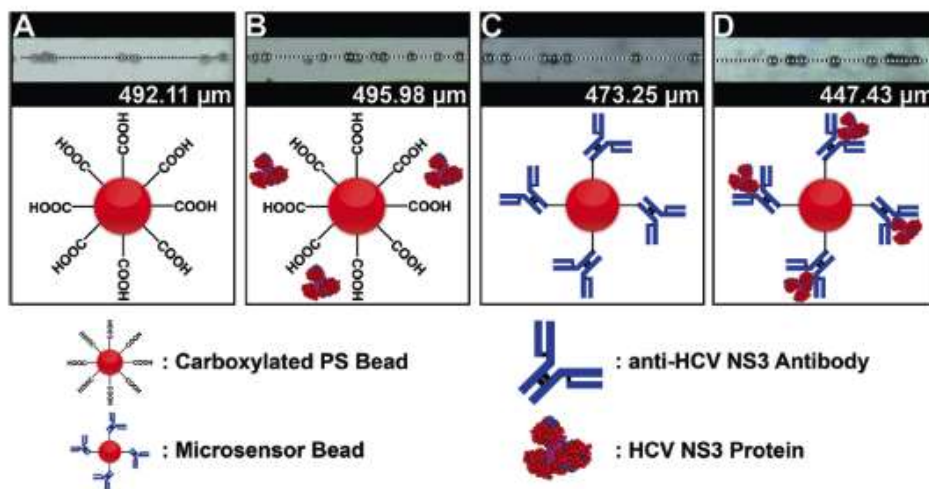 A
B
C
D
492.11 µm
495.98 µm
473.25 µm
447.43 µm
COOH
COOH
COOH
COOH
COOH
HOOC
HOOC
HOOC
COOH
COOH
COOH
COOH
COOH
HOOC
HOOC
HOOC
: Carboxylated PS Bead
: anti-HCV NS3 Antibody
: Microsensor Bead
: HCV NS3 Protein